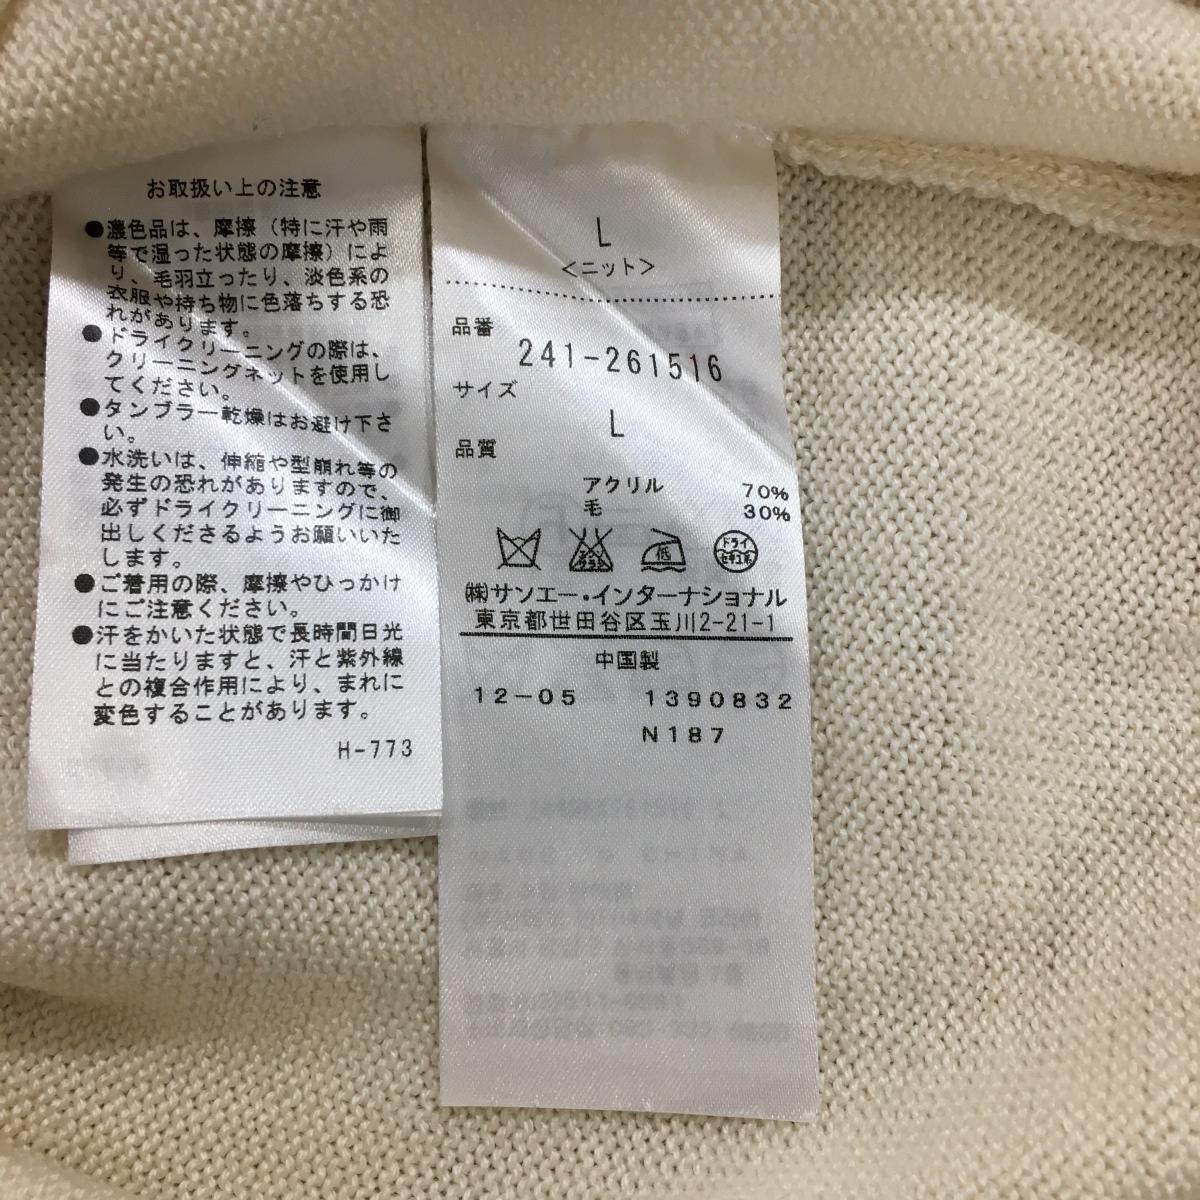 お取扱い上の注意
●濃色品は、摩擦（特に汗や雨
等で湿った状態の摩擦）によ
り、毛羽立ったり、淡色系の
衣服や持ち物に色落ちする恐
れがあります。
●ドライクリーニングの際は、
クリーニングネットを使用し
てください。
●タンブラー乾燥はお避け下さ
い。
●水洗いは、伸縮や型崩れ等の
発生の恐れがありますので、
必ずドライクリーニングに御
出しくださるようお願いいた
します。
●ご着用の際、摩擦やひっかけ
にご注意ください。
●汗をかいた状態で長時間日光
に当たりますと、汗と紫外線
との複合作用により、まれに
変色することがあります。
H-773
L
<ニット>
品番
241-261516
サイズ
L
品質
アクリル 70%
毛 30%
エンソ サラシ 低 ドライ セキユ系
㈱サンエー・インターナショナル
東京都世田谷区玉川2-21-1
中国製
12-05 1390832
N187